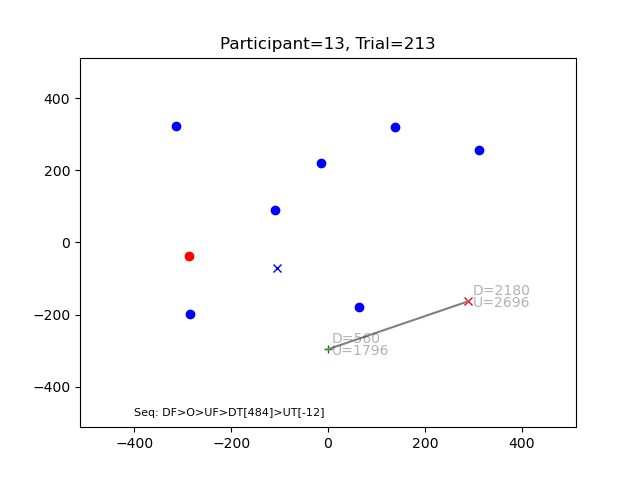 Participant=13, Trial=213
400
200
0
−200
−400
D=2180
U=2696
D=560
U=1796
Seq: DF>O>UF>DT[484]>UT[-12]
−400
−200
0
200
400